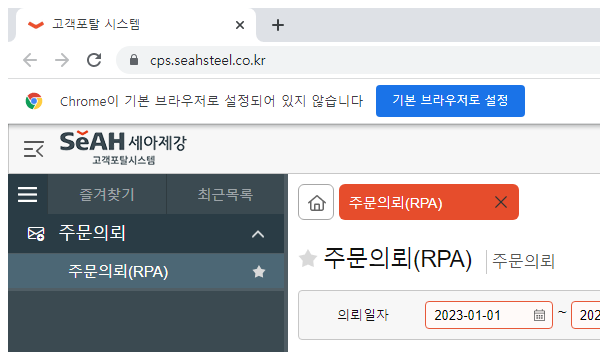 고객포탈 시스템
cps.seahsteel.co.kr
Chrome이 기본 브라우저로 설정되어 있지 않습니다 기본 브라우저로 설정
SeAH 세아제강
고객포탈시스템
즐겨찾기 최근목록
주문의뢰(RPA)
주문의뢰
주문의뢰(RPA)
주문의뢰(RPA) 주문의뢰
의뢰일자 2023-01-01 ~ 202